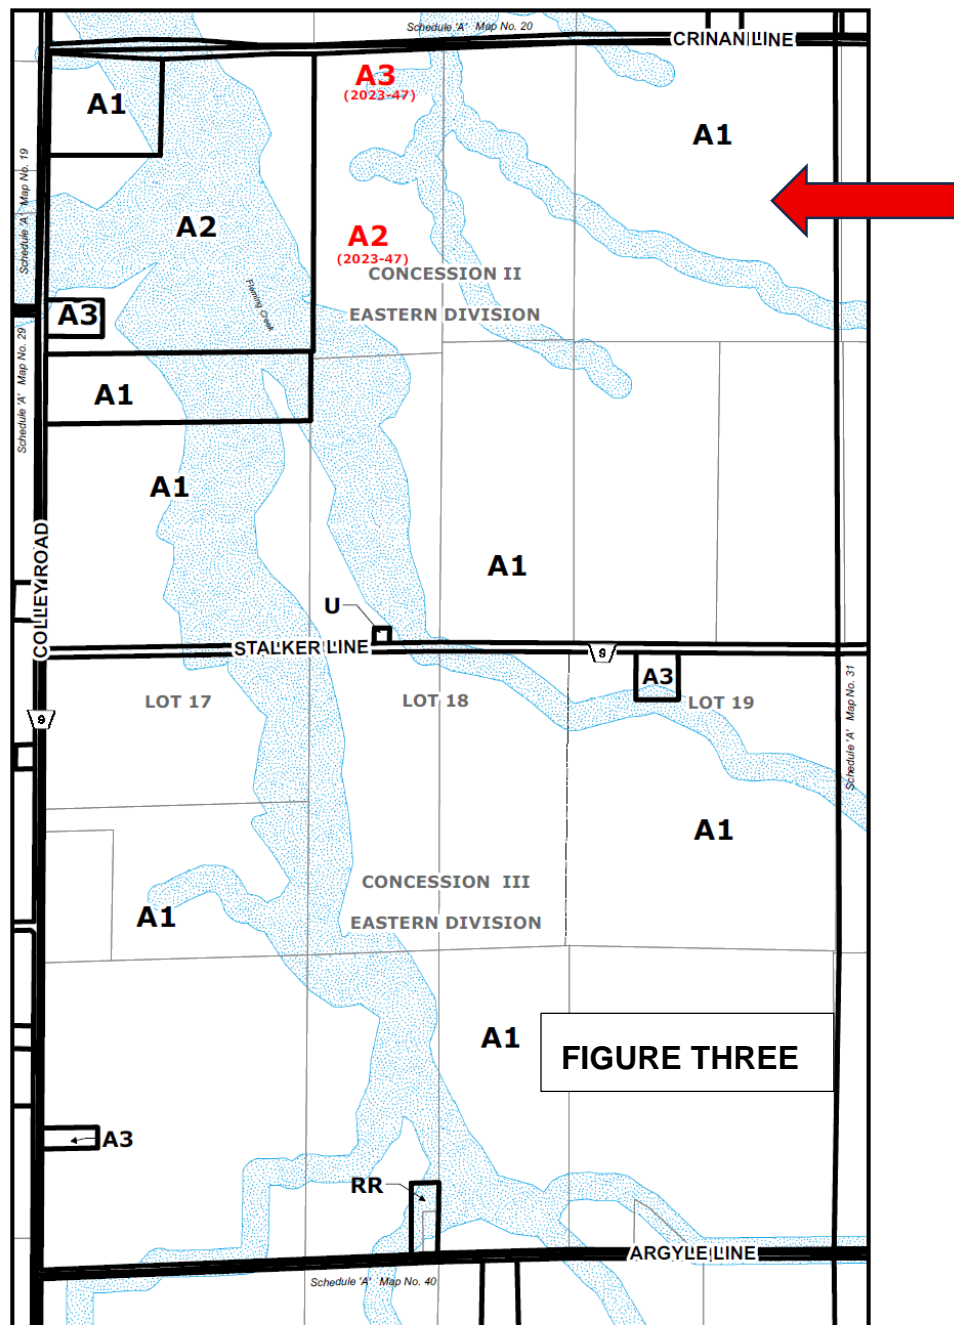 Schedule 'A' Map No. 20
CRINAN LINE
A3
(2023-47)
A1
A1
Schedule 'A' Map No. 19
A2
A2
(2023-47)
CONCESSION II
EASTERN DIVISION
Fleming Creek
A3
Schedule 'A' Map No. 29
A1
A1
A1
COLLEY ROAD
U
STALKER LINE
9
A3
LOT 17
LOT 18
LOT 19
9
Schedule 'A' Map No. 31
A1
CONCESSION III
A1
EASTERN DIVISION
A1
FIGURE THREE
A3
RR
ARGYLE LINE
Schedule 'A' Map No. 40